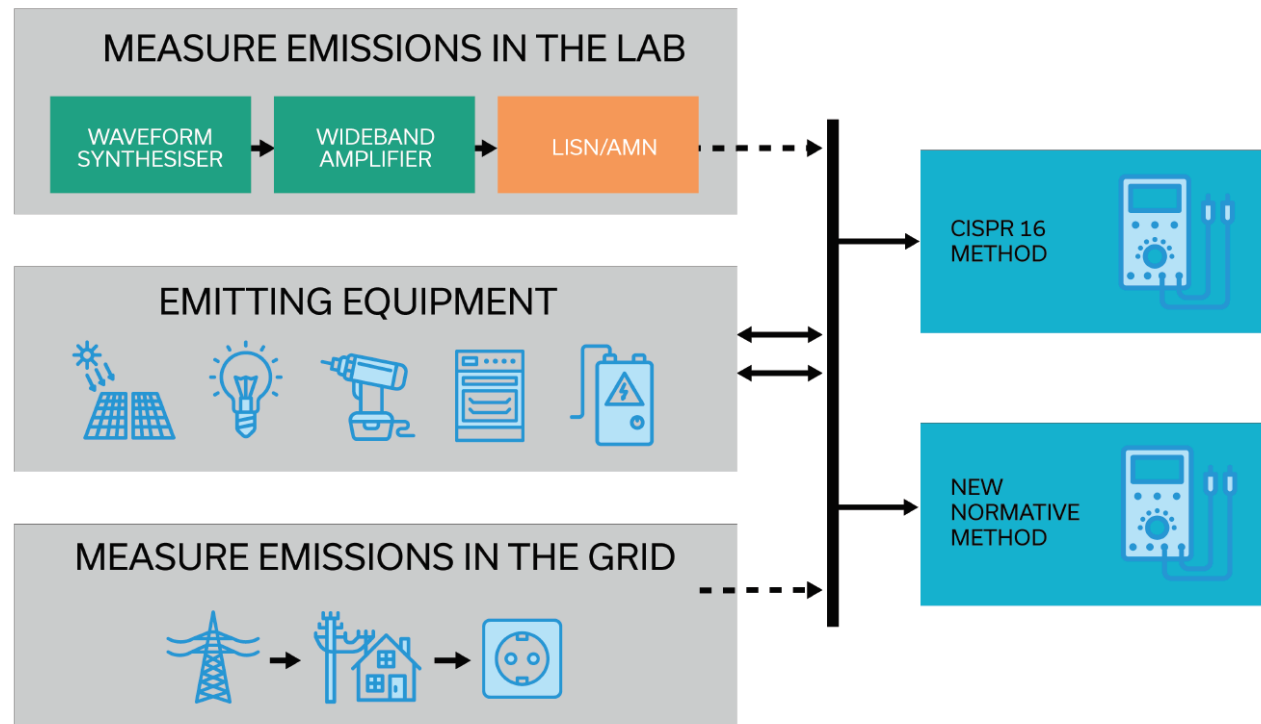 MEASURE EMISSIONS IN THE LAB
WAVEFORM
SYNTHESISER
WIDEBAND
AMPLIFIER
LISN/AMN
CISPR 16
METHOD
EMITTING EQUIPMENT
NEW
NORMATIVE
METHOD
MEASURE EMISSIONS IN THE GRID